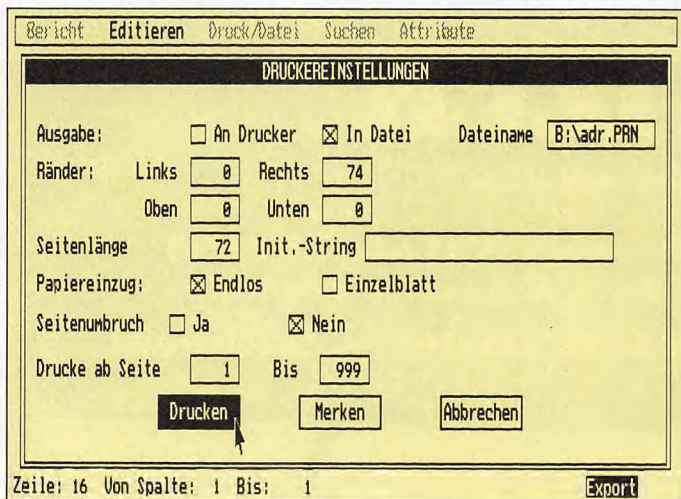 Bericht Editieren Druck/Datei Suchen Attribute
DRUCKEREINSTELLUNGEN
Ausgabe: An Drucker In Datei Dateiname B:\adr.PRN
Ränder: Links 0 Rechts 74
Oben 0 Unten 0
Seitenlänge 72 Init.-String
Papiereinzug: Endlos Einzelblatt
Seitenumbruch Ja Nein
Drucke ab Seite 1 Bis 999
Drucken Merken Abbrechen
Zeile: 16 Von Spalte: 1 Bis: 1 Export